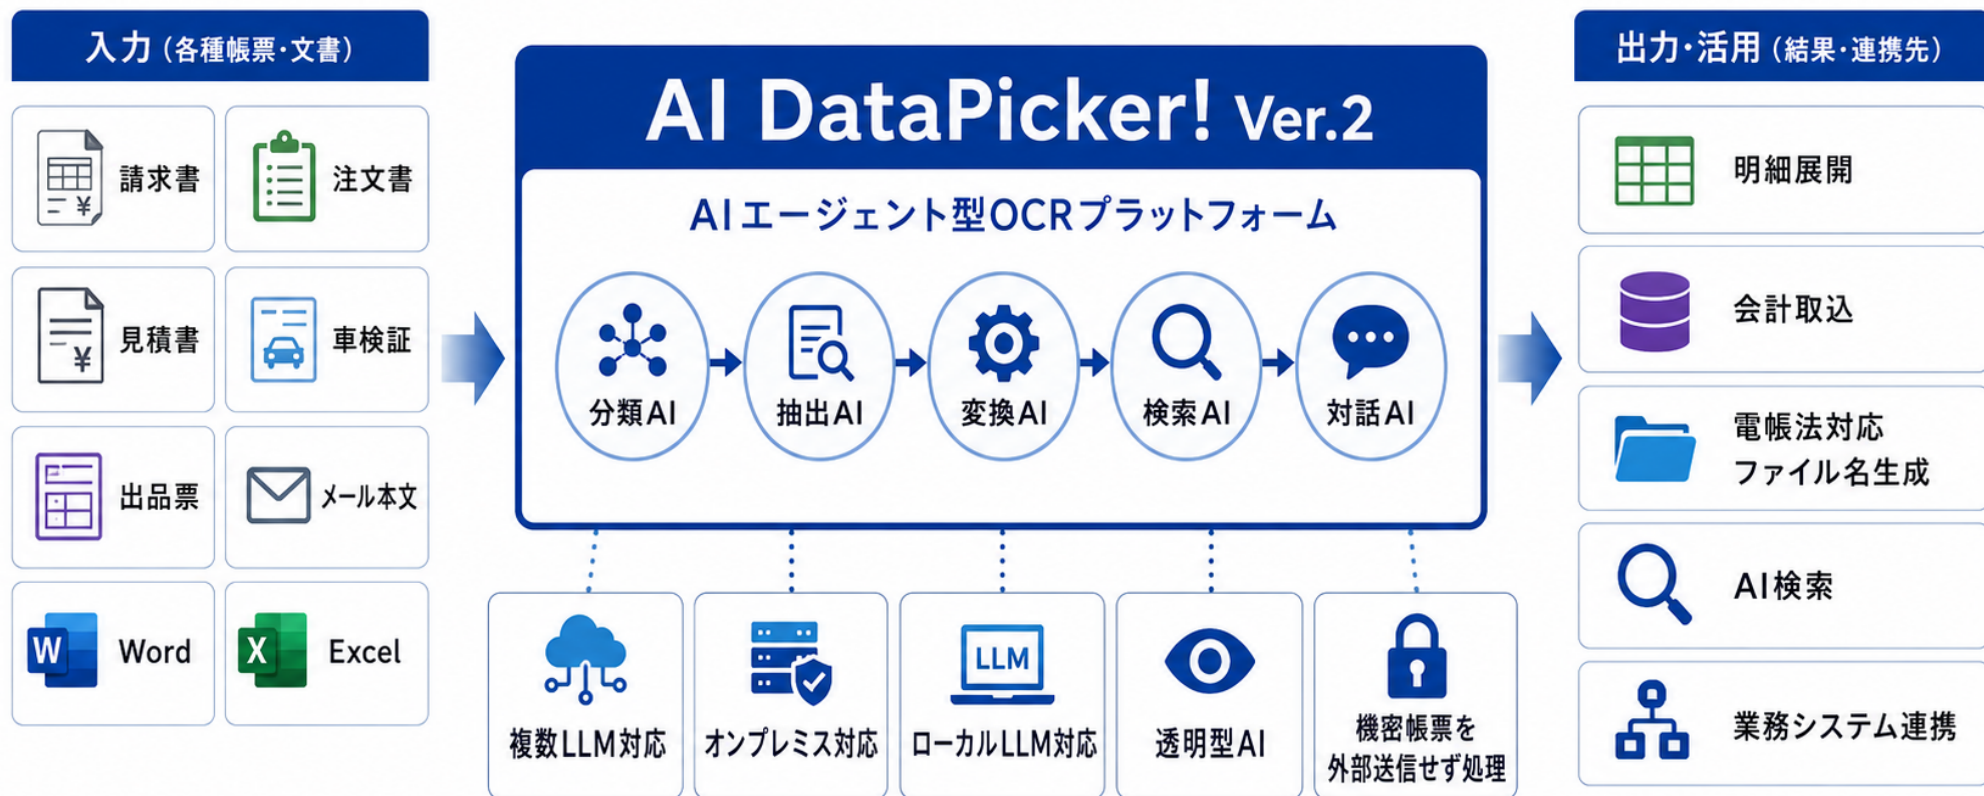 入力（各種帳票・文書）
請求書
注文書
見積書
車検証
出品票
メール本文
W
Word
X
Excel
AI DataPicker! Ver.2
AIエージェント型OCRプラットフォーム
分類AI
抽出AI
変換AI
検索AI
対話AI
複数LLM対応
オンプレミス対応
LLM
ローカルLLM対応
透明型AI
機密帳票を
外部送信せず処理
出力・活用（結果・連携先）
明細展開
会計取込
電帳法対応
ファイル名生成
AI検索
業務システム連携